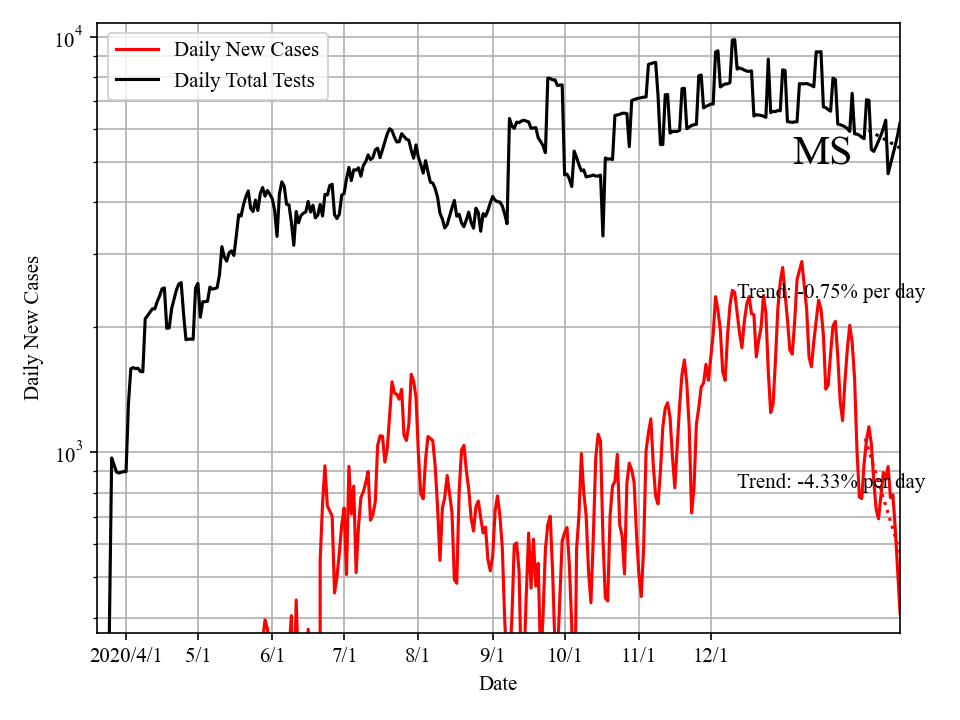 10^4
Daily New Cases
Daily Total Tests
MS
Trend: -0.75% per day
Daily New Cases
10^3
Trend: -4.33% per day
2020/4/1 5/1 6/1 7/1 8/1 9/1 10/1 11/1 12/1
Date